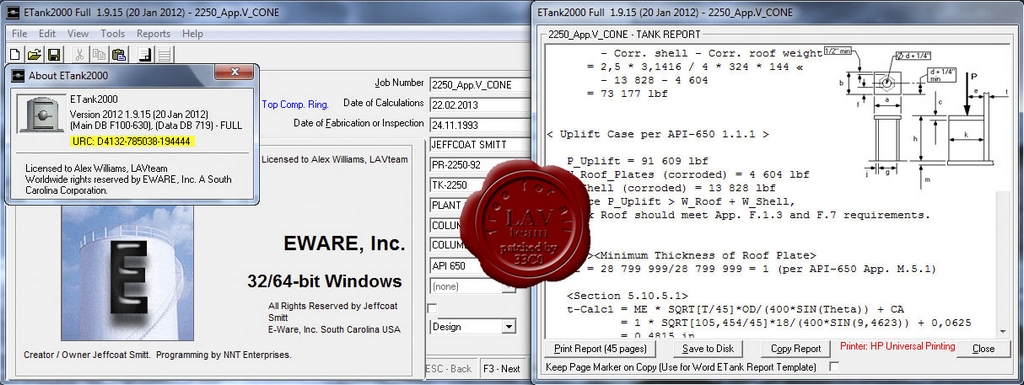 ETank2000 Full 1.9.15 (20 Jan 2012) - 2250_App.V_CONE
File Edit View Tools Reports Help
About ETank2000
ETank2000
Version 2012 1.9.15 (20 Jan 2012)
(Main DB F100-630), (Data DB 719) - FULL
URC: D4132-785038-194444
Licensed to Alex Williams, LAVteam
Worldwide rights reserved by EWARE, Inc. A South
Carolina Corporation.
Top Comp. Ring.
Job Number 2250_App.V_CONE
Date of Calculations 22.02.2013
Date of Fabrication or Inspection 24.11.1993
JEFFCOAT SMITT
Licensed to Alex Williams, LAVteam
PR-2250-92
TK-2250
PLANT
COLUM
COLUM
API 650
(none)
Design
E
EWARE, Inc.
32/64-bit Windows
All Rights Reserved by Jeffcoat
Smitt
E-Ware, Inc. South Carolina USA
Creator / Owner Jeffcoat Smitt. Programming by NNT Enterprises.
ESC - Back F3 - Next
LAV
team
patched by
33C0
ETank2000 Full 1.9.15 (20 Jan 2012) - 2250_App.V_CONE
2250_App.V_CONE - TANK REPORT
- Corr. shell - Corr. roof weight
= 2,5 * 3,1416 / 4 * 324 * 144 «
- 13 828 - 4 604
= 73 177 lbf
< Uplift Case per API-650 1.1.1 >
P_Uplift = 91 609 lbf
W_Roof_Plates (corroded) = 4 604 lbf
Shell (corroded) = 13 828 lbf
P_Uplift > W_Roof + W_Shell,
Roof should meet App. F.1.3 and F.7 requirements.
<Minimum Thickness of Roof Plate>
= 28 799 999/28 799 999 = 1 (per API-650 App. M.5.1)
<Section 5.10.5.1>
t-Calc1 = ME * SQRT[T/45]*OD/(400*SIN(Theta)) + CA
= 1 * SQRT[105,454/45]*18/(400*SIN(9,4623)) + 0,0625
= 0,4815 in
1/2" min
Ø d + 1/4"
d + 1/4"
min
P
b
a
c
e
t
h
k
j
g
m
Print Report (45 pages) Save to Disk Copy Report Printer: HP Universal Printing Close
Keep Page Marker on Copy (Use for Word ETank Report Template)